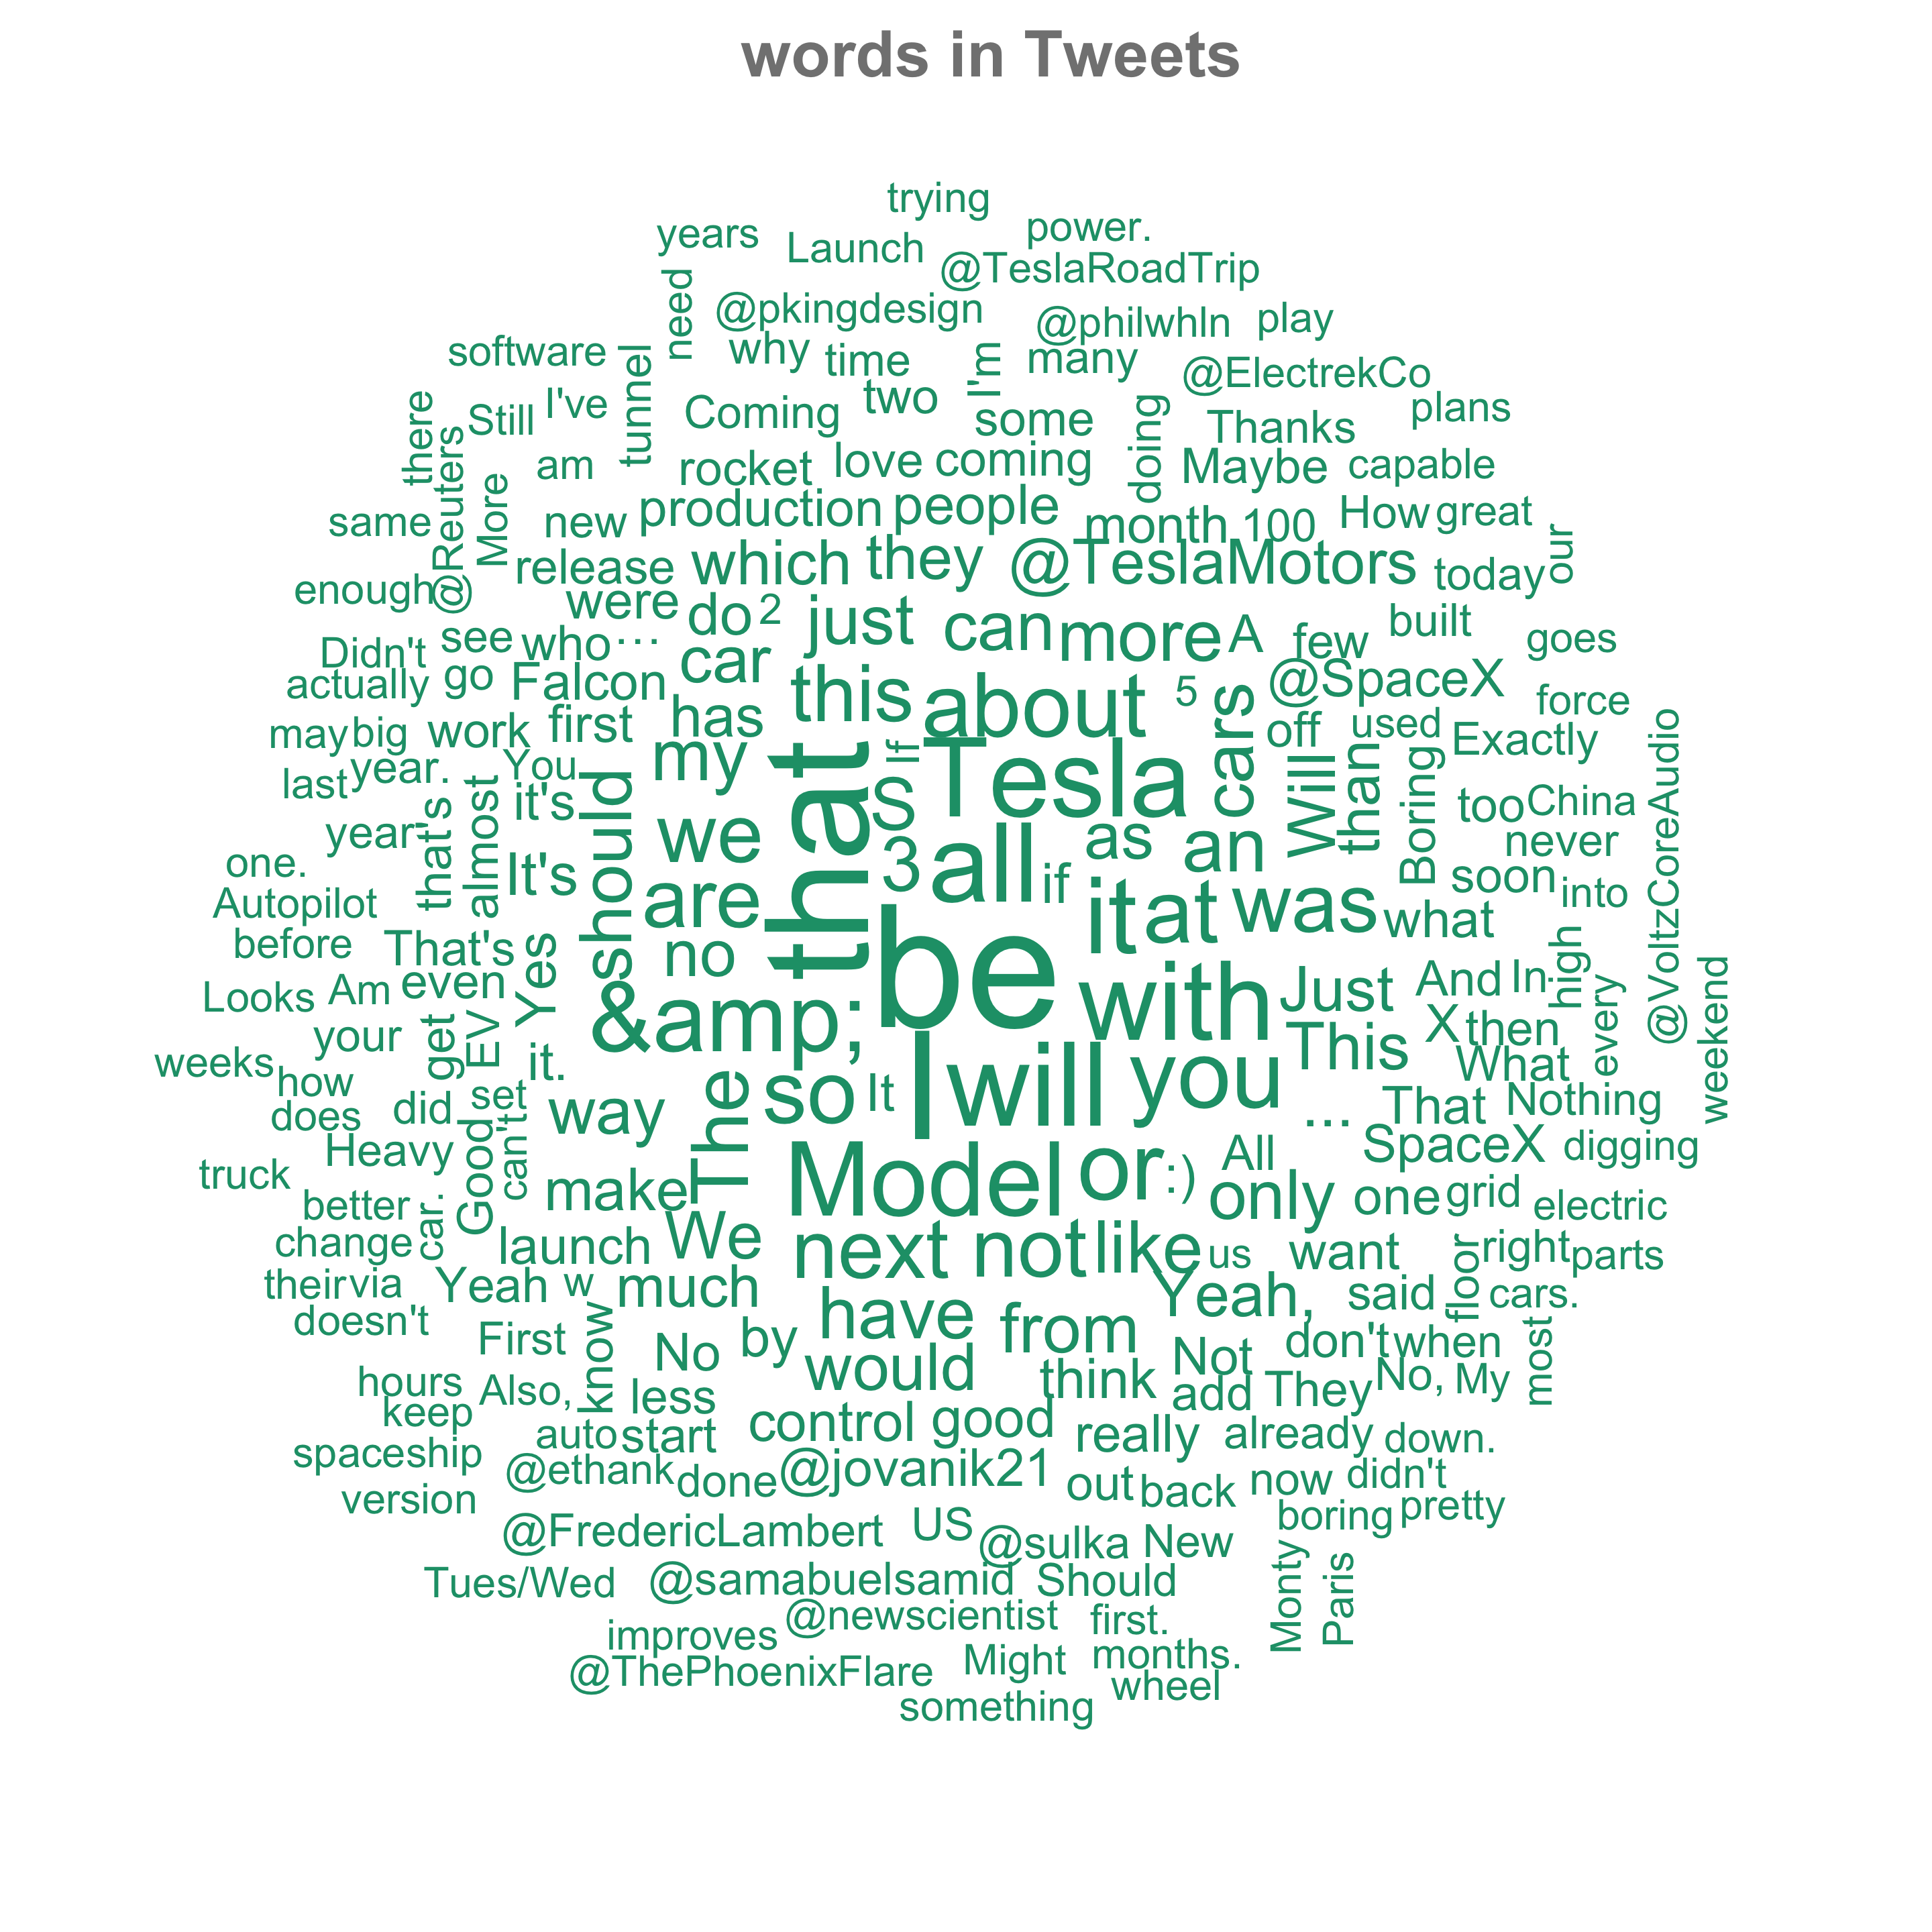 words in Tweets
trying
years
Launch
power.
@TeslaRoadTrip
need
@pkingdesign
@philwhln
play
software
tunnel
why
time
I'm
many
@ElectrekCo
there
Still
I've
Coming
two
some
doing
Thanks
plans
@Reuters
More
am
rocket
love
coming
Maybe
capable
same
new
production
people
month
100
How
great
enough
release
which
they
@TeslaMotors
today
our
were
do
2
just
can
more
A
few
built
goes
Didn't
see
who
...
car
this
about
5
cars
@SpaceX
force
actually
go
Falcon
has
off
used
Exactly
@VoltzCoreAudio
may
big
work
first
my
that
If
Tesla
Will
than
Boring
last
year.
You
should
S
too
China
year
that's
almost
it's
we
3
all
as
an
never
one.
It's
are
if
it
at
was
what
soon
into
Autopilot
before
That's
Yes
no
be
with
Just
And
In
high
every
weekend
Looks
Am
even
&amp;
This
X
then
your
get
EV
it.
so
It
I
will
you
What
weeks
how
set
way
The
...
That
Nothing
does
did
can't
Good
Model
or
:)
All
SpaceX
digging
Heavy
truck
make
only
one
grid
electric
better
car.
change
launch
We
next
not
like
us
want
floor
right
parts
their
via
Yeah
w
much
have
from
Yeah,
said
cars.
doesn't
First
know
No
by
would
think
Not
don't
when
most
hours
Also,
less
add
They
No,
My
keep
auto
start
control
good
really
already
down.
spaceship
@ethank
done
@jovanik21
out
back
now
didn't
version
@FredericLambert
US
@sulka
New
boring
pretty
Tues/Wed
@samabuelsamid
Should
Monty
Paris
improves
@newscientist
first.
@ThePhoenixFlare
Might
months.
something
wheel